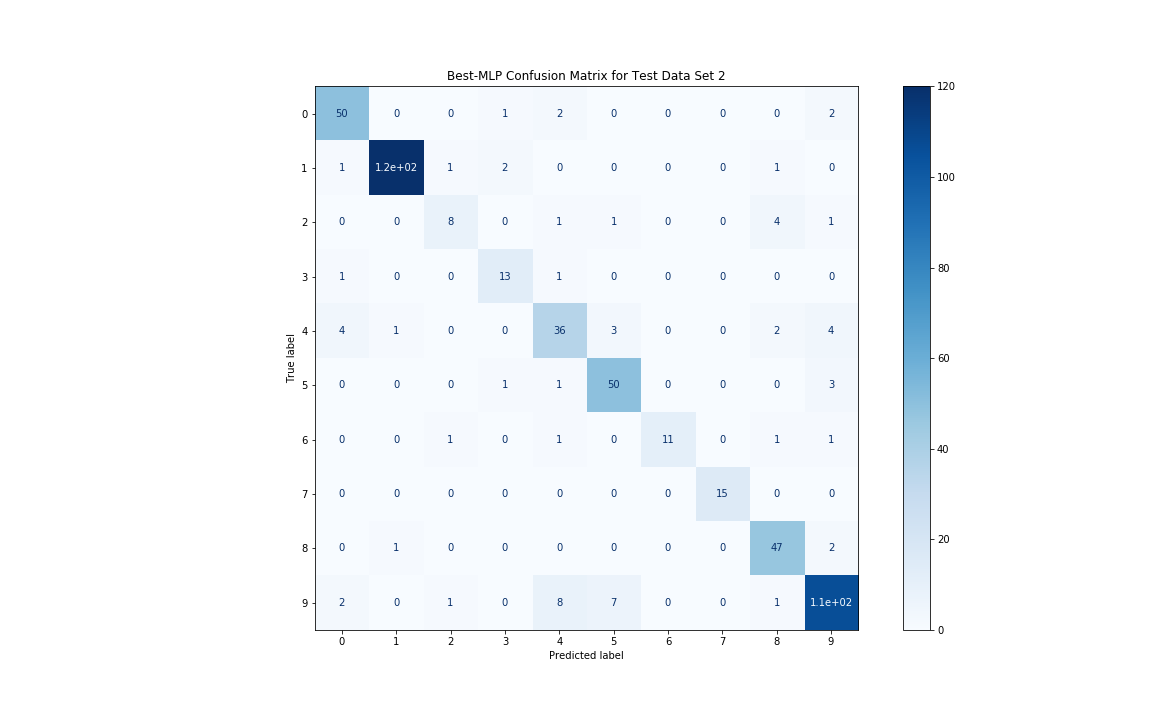 Best-MLP Confusion Matrix for Test Data Set 2
120
0 50 0 0 1 2 0 0 0 0 2
100
1 1 1.2e+02 1 2 0 0 0 0 1 0
2 0 0 8 0 1 1 0 0 4 1
80
3 1 0 0 13 1 0 0 0 0 0
True label
4 4 1 0 0 36 3 0 0 2 4
60
5 0 0 0 1 1 50 0 0 0 3
40
6 0 0 1 0 1 0 11 0 1 1
7 0 0 0 0 0 0 0 15 0 0
20
8 0 1 0 0 0 0 0 0 47 2
9 2 0 1 0 8 7 0 0 1 1.1e+02
0
0 1 2 3 4 5 6 7 8 9
Predicted label